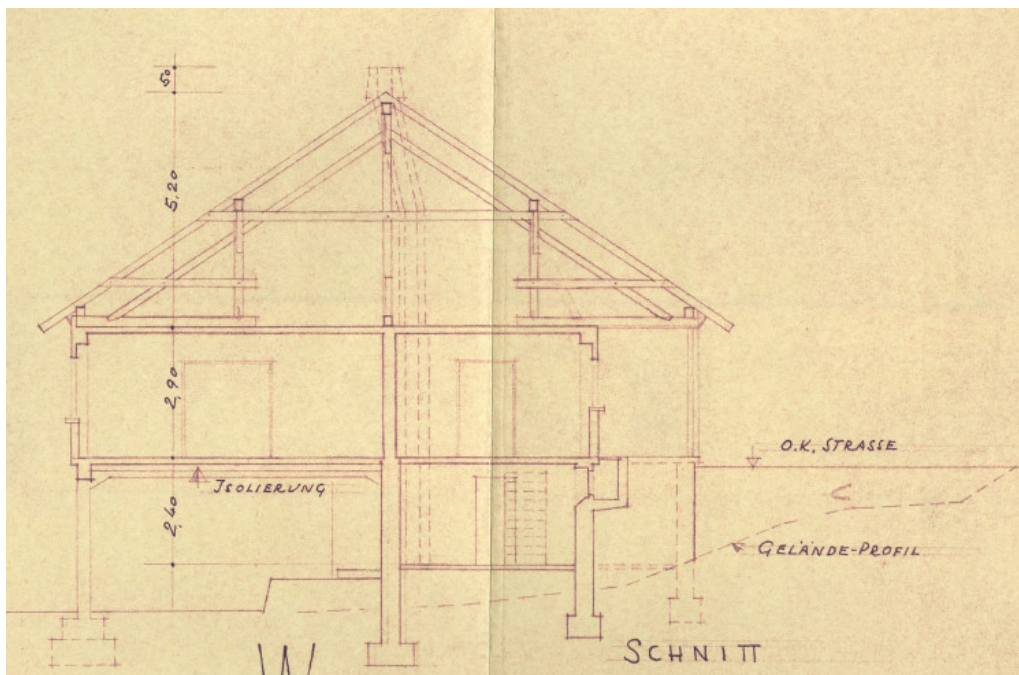 50
5,20
2,90
2,40
ISOLIERUNG
O.K. STRASSE
GELÄNDE-PROFIL
SCHNITT
W